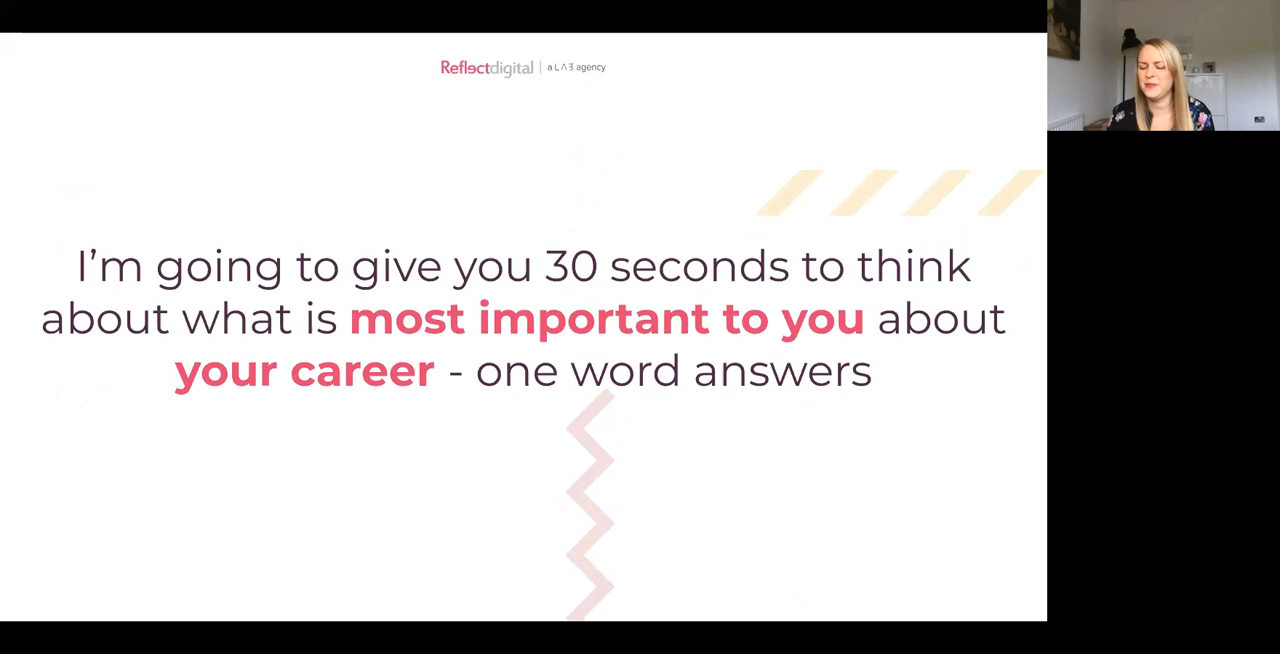 Reflectdigital | a LAB agency
I’m going to give you 30 seconds to think
about what is most important to you about
your career - one word answers